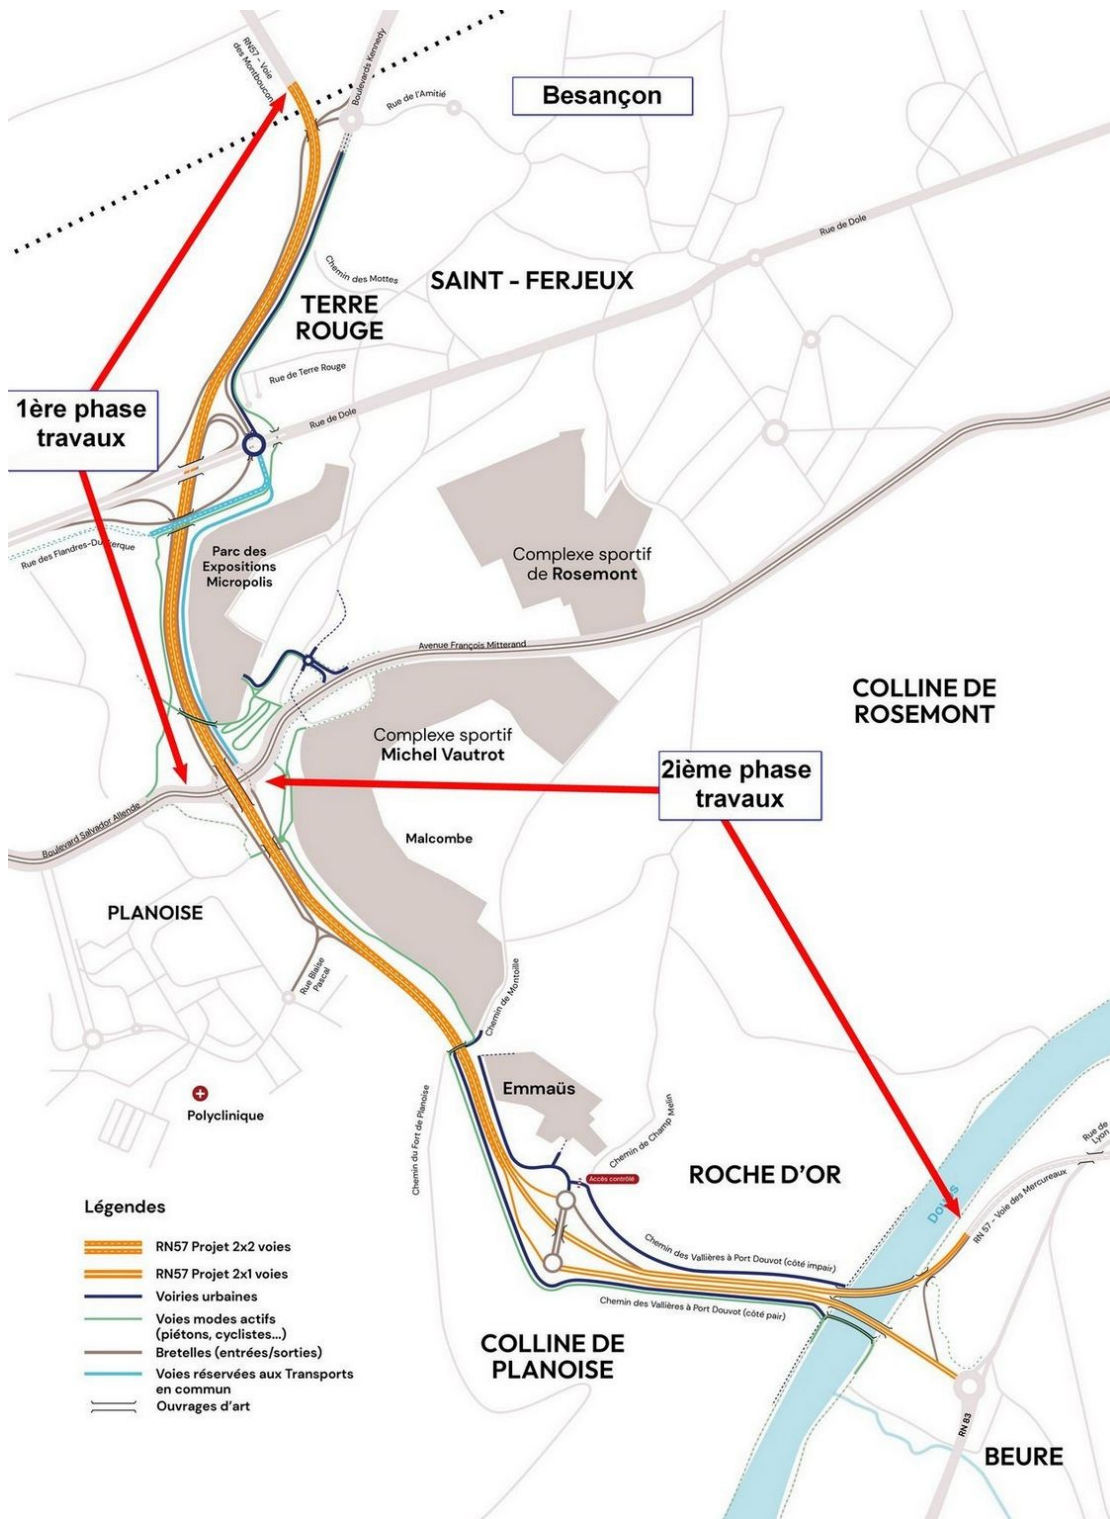 RN57 - Voie
des Montboucon
Boulevards Kennedy
Rue de l'Amitié
Besançon
Rue de Dole
Chemin des Mottes
SAINT - FERJEUX
TERRE
ROUGE
Rue de Terre Rouge
1ère phase
travaux
Rue de Dole
Rue des Flandres-Du
erque
Parc des
Expositions
Micropolis
Complexe sportif
de Rosemont
Avenue François Mitterand
COLLINE DE
ROSEMONT
Complexe sportif
Michel Vautrot
2ième phase
travaux
Boulevard Salvador Allende
Malcombe
PLANOISE
Rue Blaise
Pascal
Chemin de Montoille
Emmaüs
Polyclinique
Chemin du Fort de Planoise
Chemin de Champ Melin
Accès contrôlé
ROCHE D'OR
Rue de
Lyon
Doubs
RN 57 - Voie des Mercureaux
Chemin des Vallières à Port Douvot (côté impair)
Chemin des Vallières à Port Douvot (côté pair)
COLLINE DE
PLANOISE
RN 83
BEURE
Légendes
RN57 Projet 2x2 voies
RN57 Projet 2x1 voies
Voiries urbaines
Voies modes actifs
(piétons, cyclistes...)
Bretelles (entrées/sorties)
Voies réservées aux Transports
en commun
Ouvrages d'art